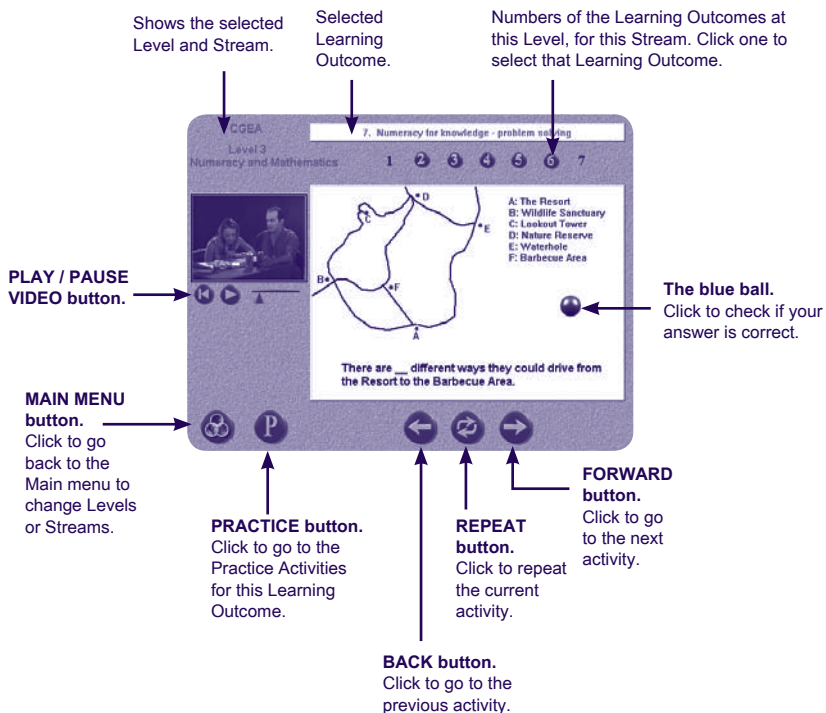 Shows the selected
Level and Stream.
Selected
Learning
Outcome.
Numbers of the Learning Outcomes at
this Level, for this Stream. Click one to
select that Learning Outcome.
CGEA
Level 3
Numeracy and Mathematics
7. Numeracy for knowledge - problem solving
1 2 3 4 5 6 7
A: The Resort
B: Wildlife Sanctuary
C: Lookout Tower
D: Nature Reserve
E: Waterhole
F: Barbecue Area
D
C
E
B
F
A
There are __ different ways they could drive from
the Resort to the Barbecue Area.
PLAY / PAUSE
VIDEO button.
The blue ball.
Click to check if your
answer is correct.
MAIN MENU
button.
Click to go
back to the
Main menu to
change Levels
or Streams.
P
PRACTICE button.
Click to go to the
Practice Activities
for this Learning
Outcome.
REPEAT
button.
Click to repeat
the current
activity.
FORWARD
button.
Click to go
to the next
activity.
BACK button.
Click to go to the
previous activity.